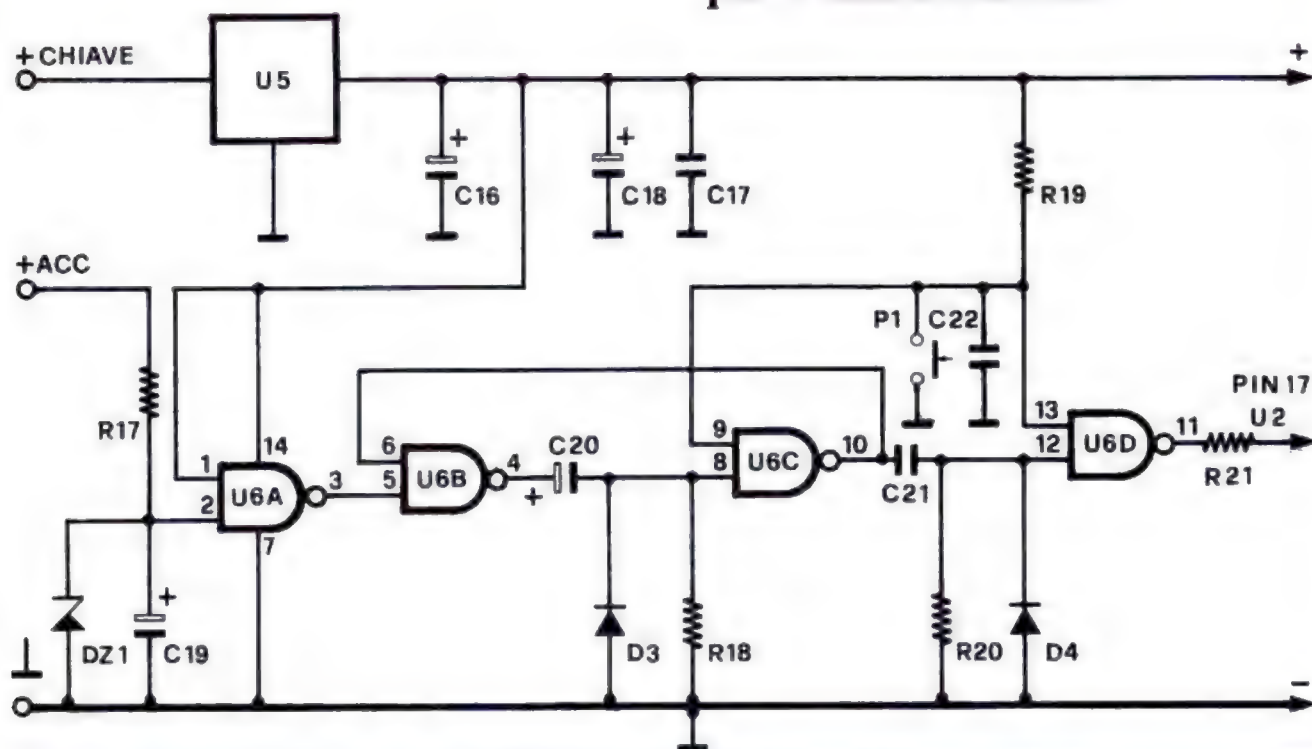 +CHIAVE
U5
+
+
C16
+
C18
C17
R19
+ACC
R17
P1
C22
PIN 17
U2
14
1
2
U6A
3
7
6
5
U6B
4
C20
+
9
8
U6C
10
C21
13
12
U6D
11
R21
DZ1
+
C19
D3
R18
R20
D4
-